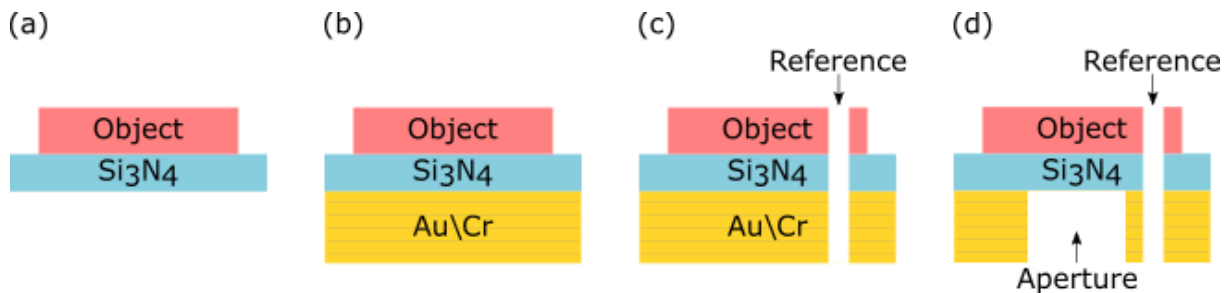 (a)
Object
Si3N4
(b)
Object
Si3N4
Au\Cr
(c)
Reference
Object
Si3N4
Au\Cr
(d)
Reference
Object
Si3N4
Aperture